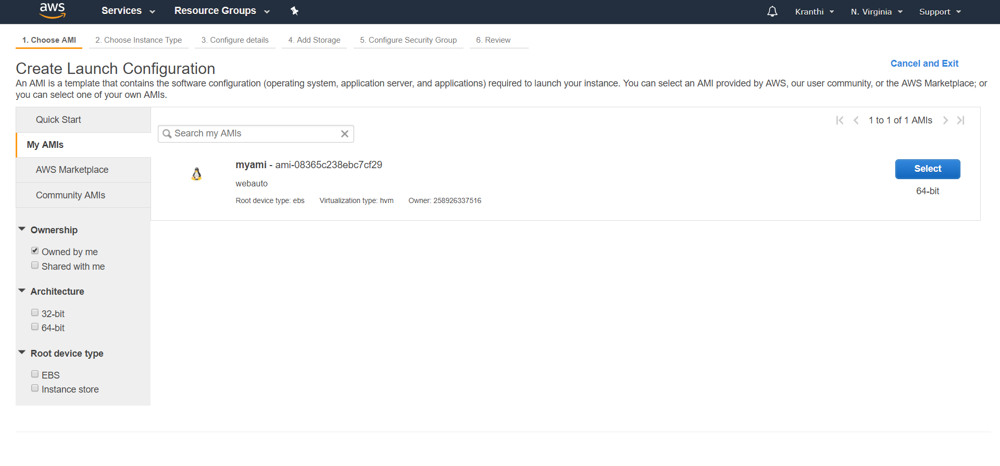 aws Services Resource Groups Kranthi N. Virginia Support
1. Choose AMI 2. Choose Instance Type 3. Configure details 4. Add Storage 5. Configure Security Group 6. Review
Create Launch Configuration
Cancel and Exit
An AMI is a template that contains the software configuration (operating system, application server, and applications) required to launch your instance. You can select an AMI provided by AWS, our user community, or the AWS Marketplace; or
you can select one of your own AMIs.
Quick Start
My AMIs
AWS Marketplace
Community AMIs
Ownership
Owned by me
Shared with me
Architecture
32-bit
64-bit
Root device type
EBS
Instance store
1 to 1 of 1 AMIs
Search my AMIs
myami - ami-08365c238ebc7cf29
webauto
Root device type: ebs Virtualization type: hvm Owner: 258926337516
Select
64-bit